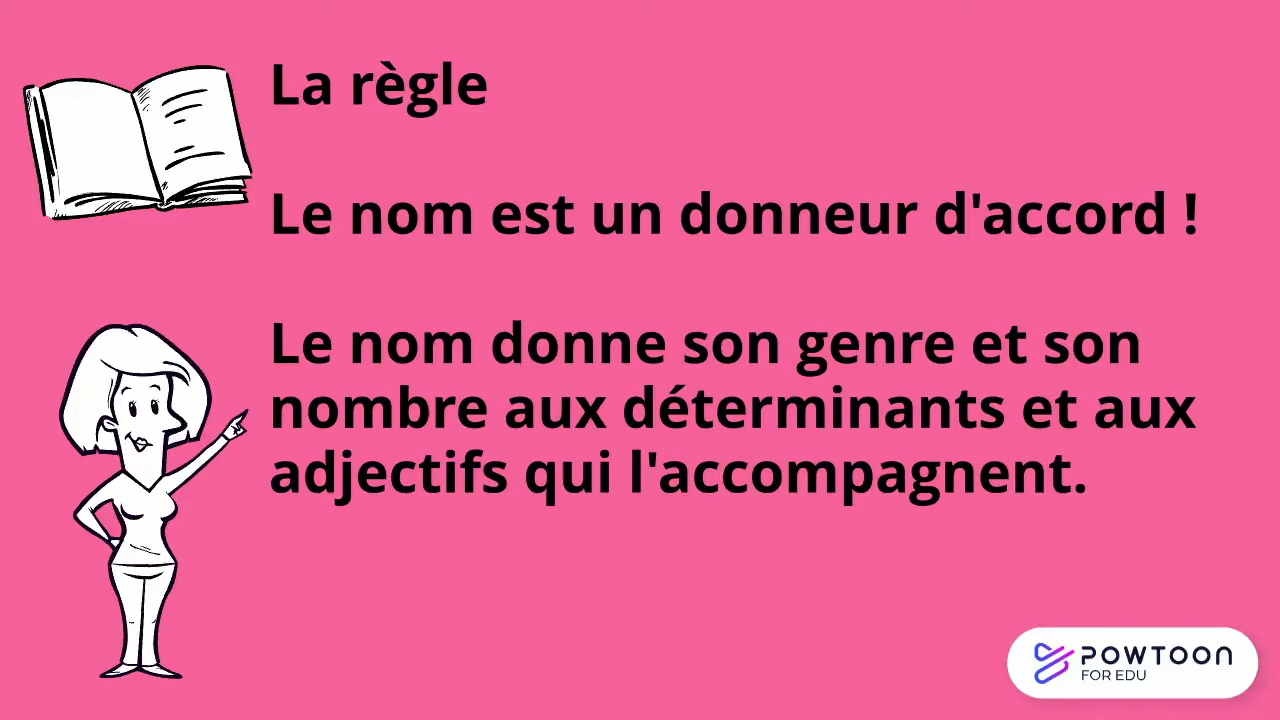 La règle
Le nom est un donneur d'accord !
Le nom donne son genre et son
nombre aux déterminants et aux
adjectifs qui l'accompagnent.
POWTOON
FOR EDU